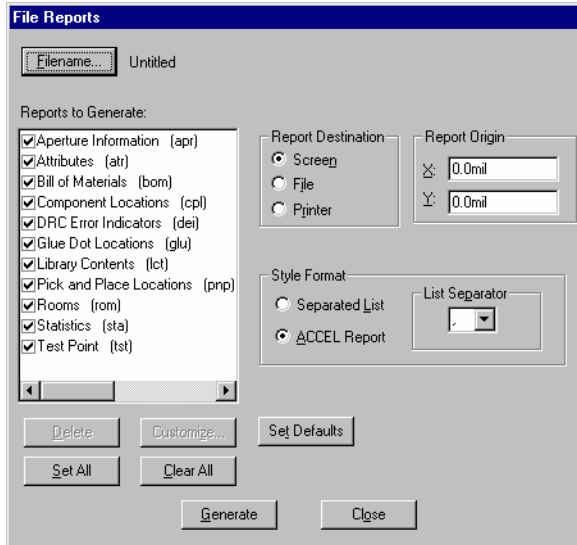 File Reports
Filename... Untitled
Reports to Generate:
Aperture Information (apr)
Attributes (atr)
Bill of Materials (bom)
Component Locations (cpl)
DRC Error Indicators (dei)
Glue Dot Locations (glu)
Library Contents (lct)
Pick and Place Locations (pnp)
Rooms (rom)
Statistics (sta)
Test Point (tst)
Report Destination
Screen
File
Printer
Report Origin
X: 0.0mil
Y: 0.0mil
Style Format
Separated List
ACCEL Report
List Separator
,
Delete Customize... Set Defaults
Set All Clear All
Generate Close